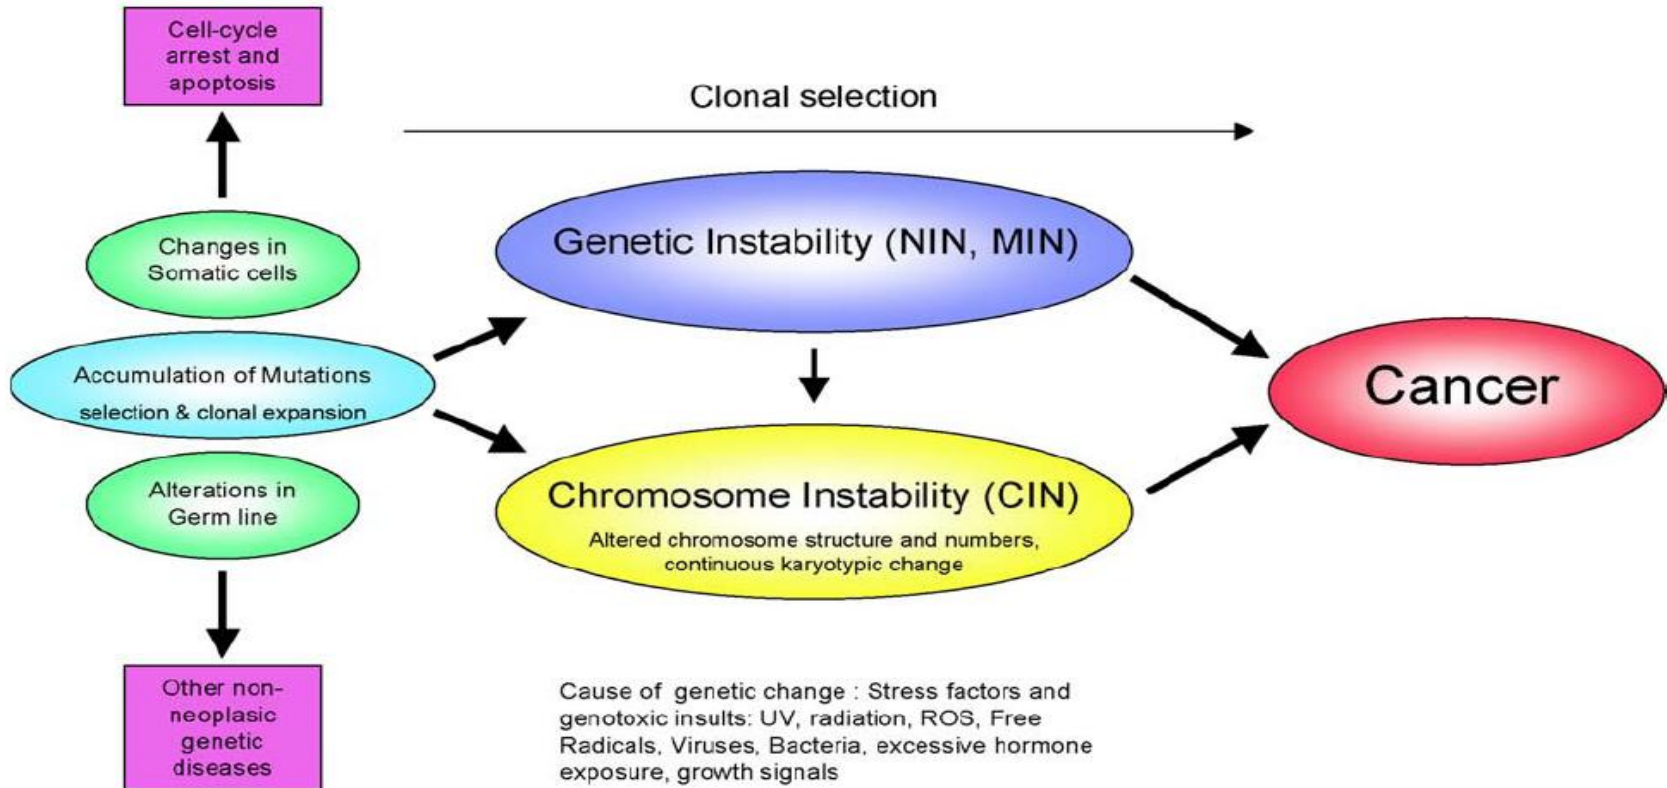 Cell-cycle
arrest and
apoptosis
Clonal selection
Changes in
Somatic cells
Genetic Instability (NIN, MIN)
Accumulation of Mutations
selection & clonal expansion
Cancer
Alterations in
Germ line
Chromosome Instability (CIN)
Altered chromosome structure and numbers,
continuous karyotypic change
Other non-
neoplasic
genetic
diseases
Cause of genetic change : Stress factors and
genotoxic insults: UV, radiation, ROS, Free
Radicals, Viruses, Bacteria, excessive hormone
exposure, growth signals